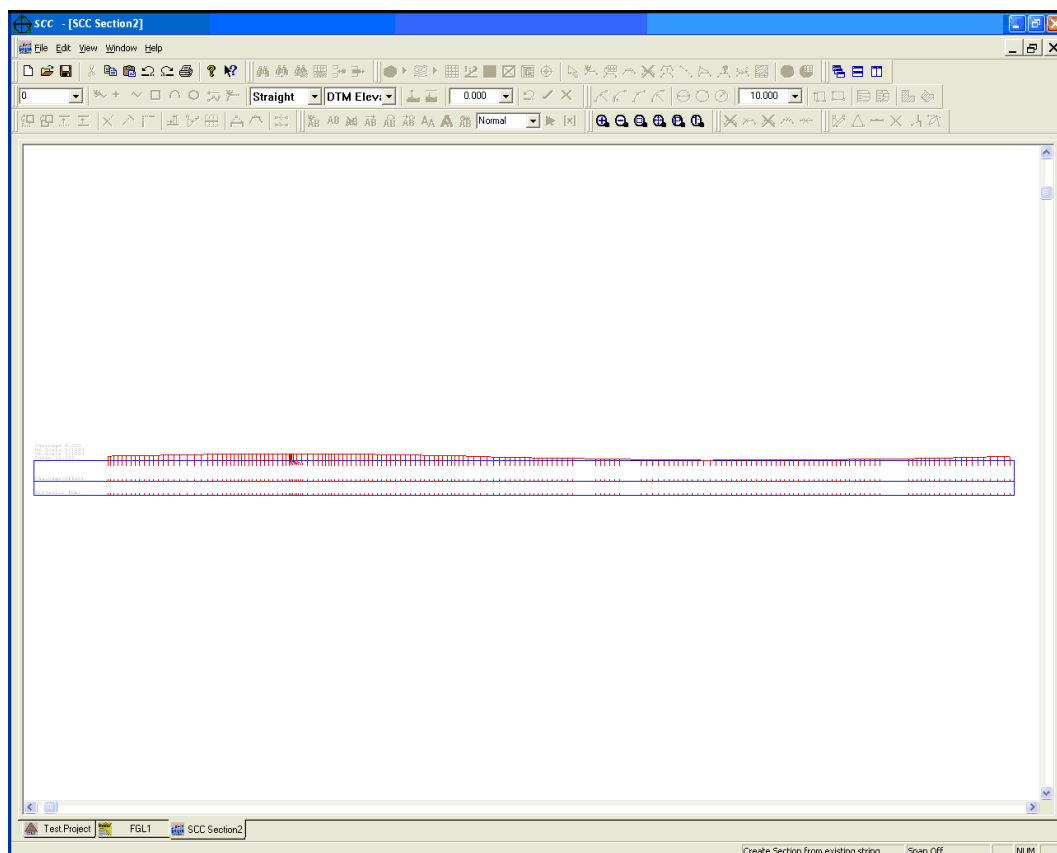 SCC - [SCC Section2]
File Edit View Window Help
0 Straight DTM Elev: 0.000 10.000
Normal
Test.Project FGL1 SCC Section2
Create Section from existing string Snap Off NUM